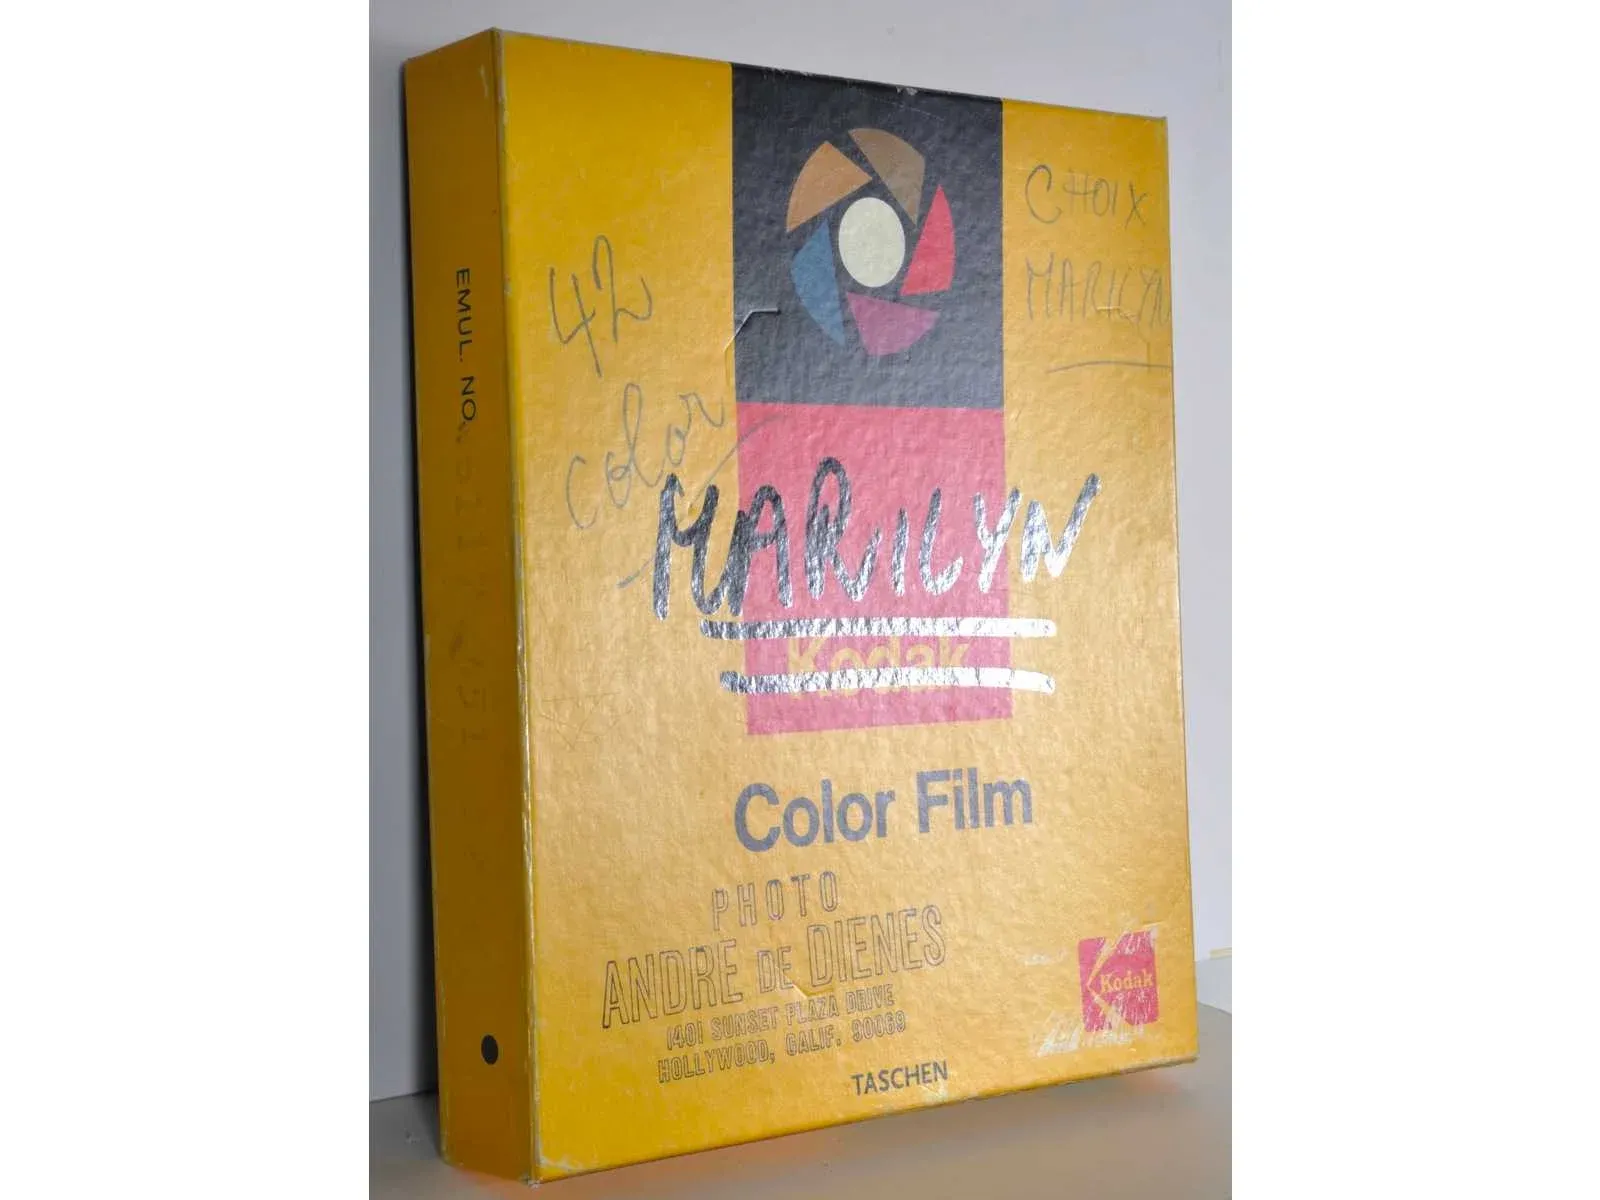 EMUL. NO.
42
color
CHOIX
MARILYN
MARILYN
Kodak
Color Film
PHOTO
ANDRE DE DIENES
1401 SUNSET PLAZA DRIVE
HOLLYWOOD, CALIF. 90069
TASCHEN
Kodak